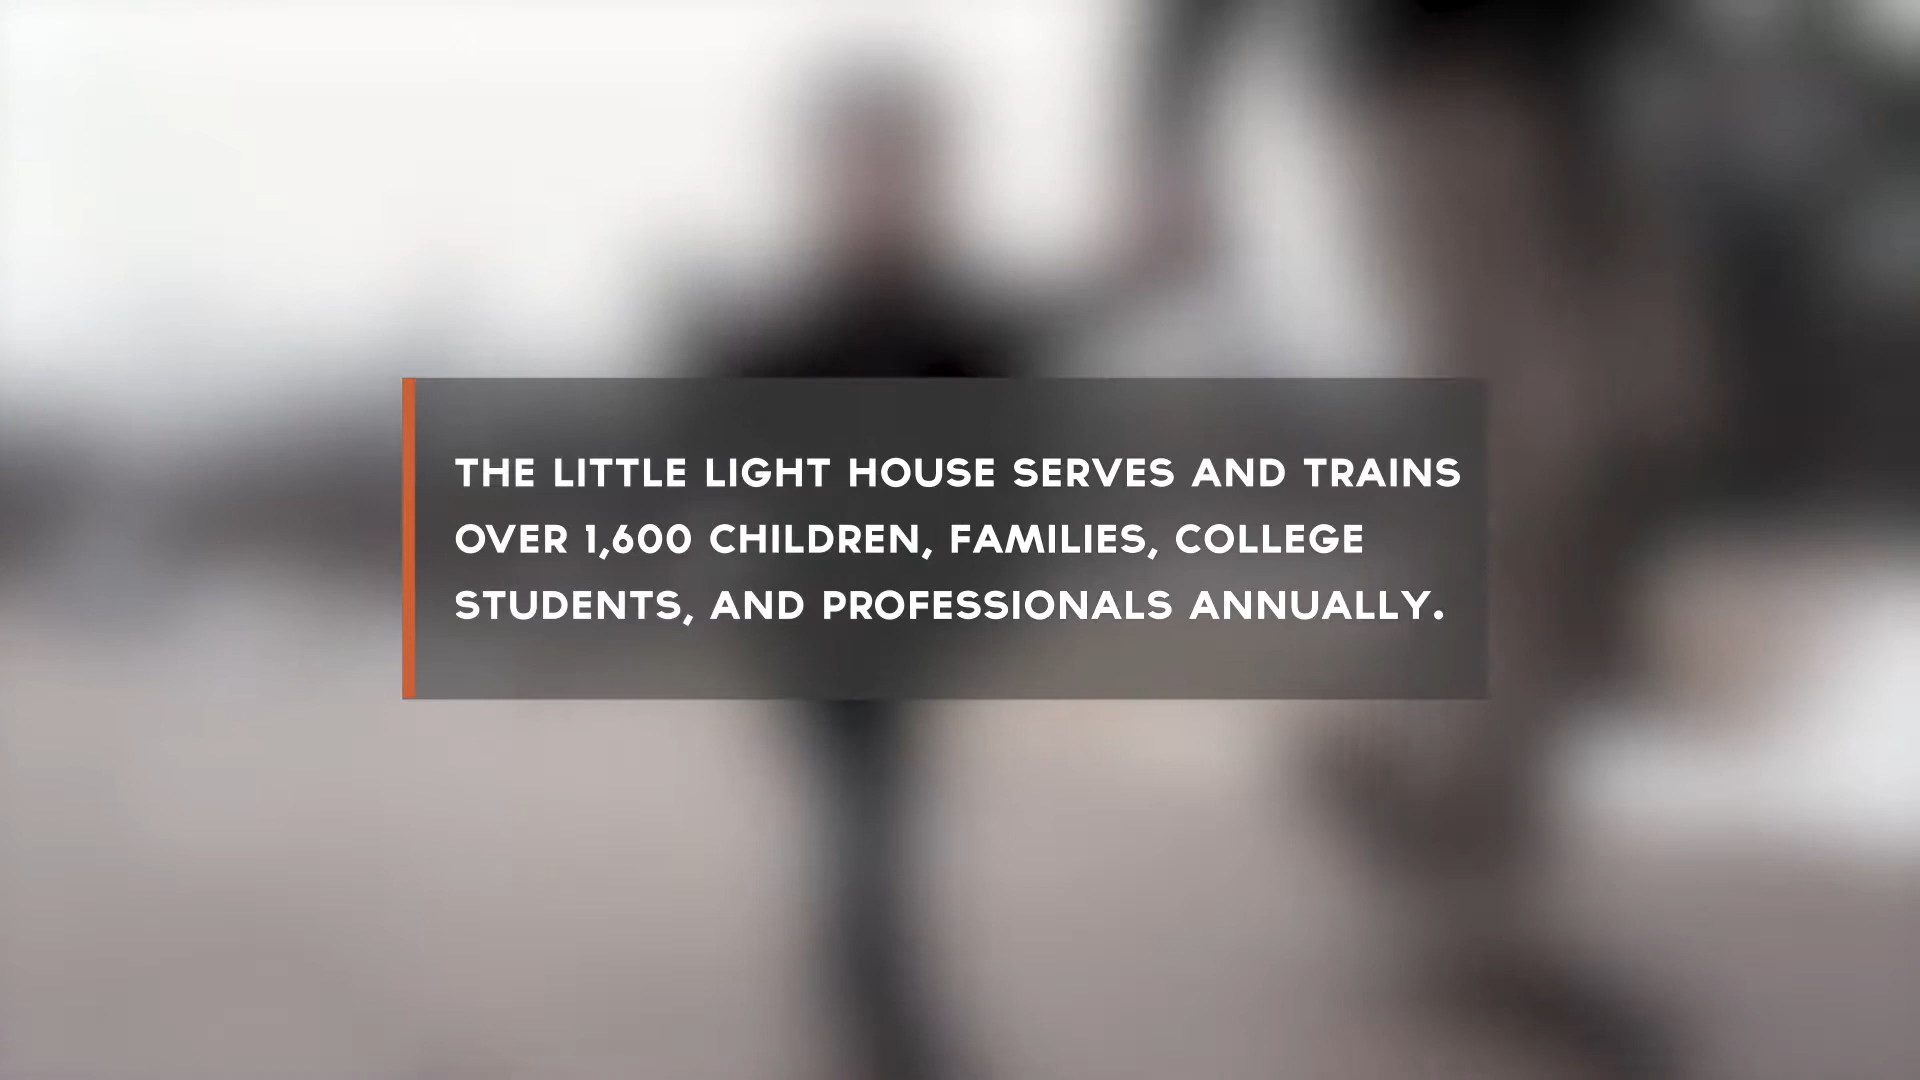 THE LITTLE LIGHT HOUSE SERVES AND TRAINS
OVER 1,600 CHILDREN, FAMILIES, COLLEGE
STUDENTS, AND PROFESSIONALS ANNUALLY.